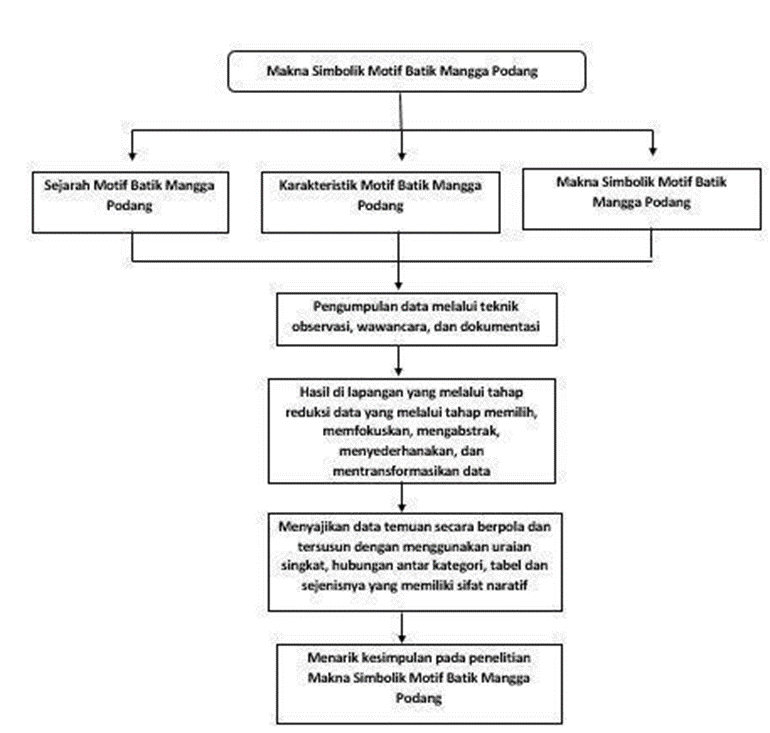 Makna Simbolik Motif Batik Mangga Podang
Sejarah Motif Batik Mangga
Podang
Karakteristik Motif Batik Mangga
Podang
Makna Simbolik Motif Batik
Mangga Podang
Pengumpulan data melalui teknik
observasi, wawancara, dan dokumentasi
Hasil di lapangan yang melalui tahap
reduksi data yang melalui tahap memilih,
memfokuskan, mengabstrak,
menyederhanakan, dan
mentransformasikan data
Menyajikan data temuan secara berpola dan
tersusun dengan menggunakan uraian
singkat, hubungan antar kategori, tabel dan
sejenisnya yang memiliki sifat naratif
Menarik kesimpulan pada penelitian
Makna Simbolik Motif Batik Mangga
Podang